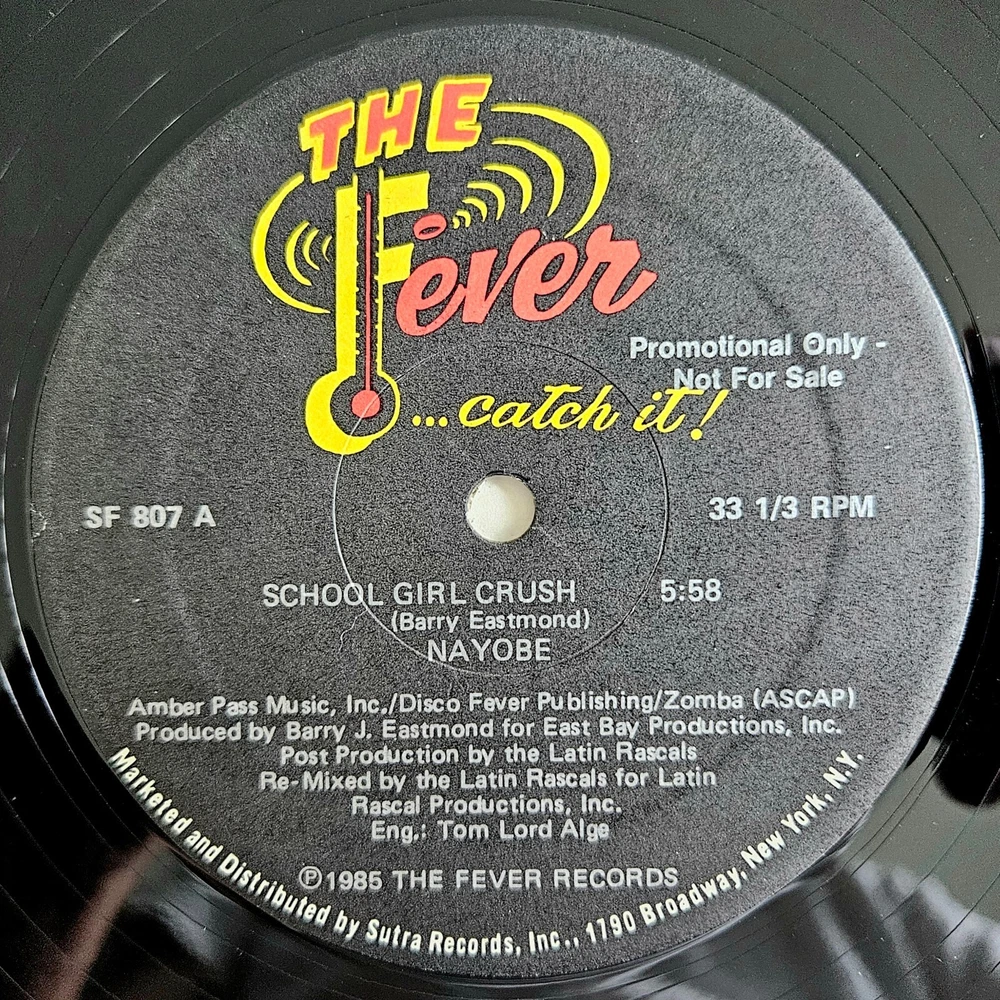 THE
Fever
Promotional Only -
Not For Sale
...catch it!
SF 807 A
33 1/3 RPM
SCHOOL GIRL CRUSH 5:58
(Barry Eastmond)
NAYOBE
Amber Pass Music, Inc./Disco Fever Publishing/Zomba (ASCAP)
Produced by Barry J. Eastmond for East Bay Productions, Inc.
Post Production by the Latin Rascals
Re-Mixed by the Latin Rascals for Latin
Rascal Productions, Inc.
Eng.: Tom Lord Alge
℗1985 THE FEVER RECORDS
Marketed and Distributed by Sutra Records, Inc., 1790 Broadway, New York, N.Y.